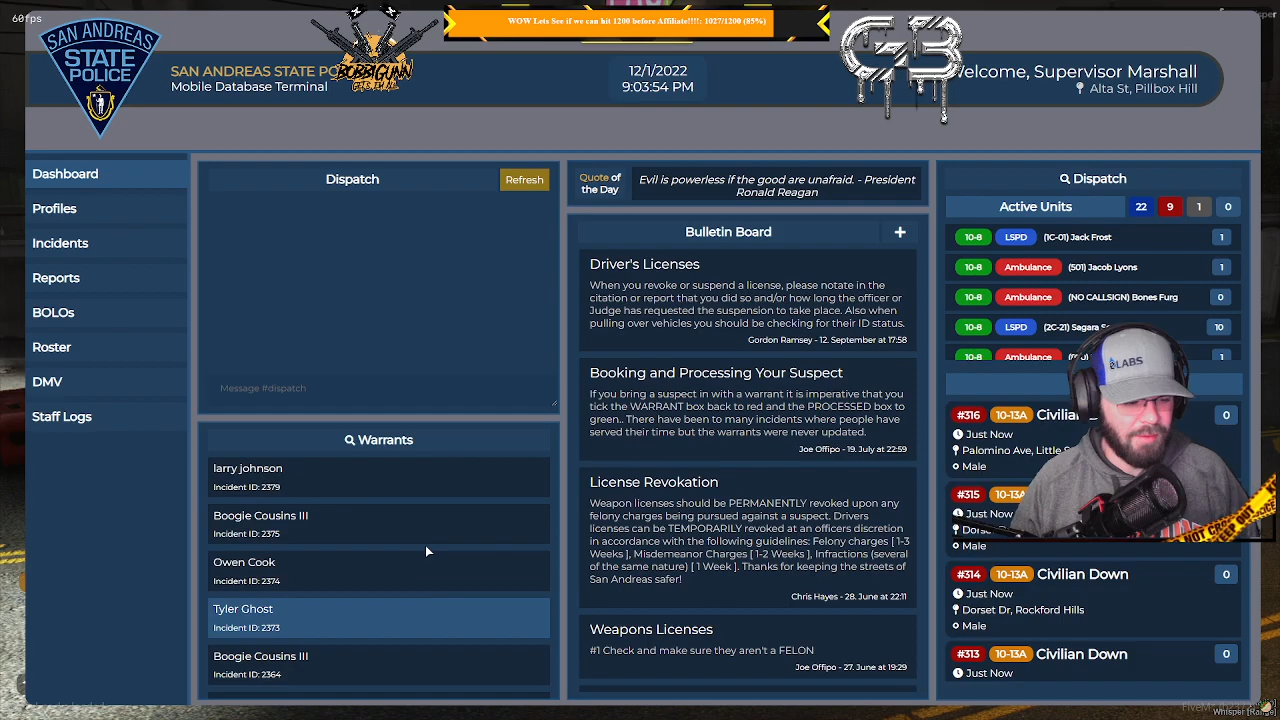 WOW Lets See if we can hit 1200 before Affiliate!!!!: 1027/1200 (85%)
SAN ANDREAS
STATE
POLICE
SAN ANDREAS STATE PO
Mobile Database Terminal
BOBBIGUNN
GETS 'EM ALL
12/1/2022
9:03:54 PM
GB
Welcome, Supervisor Marshall
Alta St, Pillbox Hill
Dashboard
Profiles
Incidents
Reports
BOLOs
Roster
DMV
Staff Logs
Dispatch
Refresh
Message #dispatch
Warrants
larry johnson
Incident ID: 2379
Boogie Cousins III
Incident ID: 2375
Owen Cook
Incident ID: 2374
Tyler Ghost
Incident ID: 2373
Boogie Cousins III
Incident ID: 2364
Quote of
the Day
Evil is powerless if the good are unafraid. - President
Ronald Reagan
Bulletin Board
+
Driver's Licenses
When you revoke or suspend a license, please notate in the
citation or report that you did so and/or how long the officer or
Judge has requested the suspension to take place. Also when
pulling over vehicles you should be checking for their ID status.
Gordon Ramsey - 12. September at 17:58
Booking and Processing Your Suspect
If you bring a suspect in with a warrant it is imperative that you
tick the WARRANT box back to red and the PROCESSED box to
green.. There have been to many incidents where people have
served their time but the warrants were never updated.
Joe Offipo - 19. July at 22:59
License Revokation
Weapon licenses should be PERMANENTLY revoked upon any
felony charges being pursued against a suspect. Drivers
licenses can be TEMPORARILY revoked at an officers discretion
in accordance with the following guidelines: Felony charges [ 1-3
Weeks ], Misdemeanor Charges [ 1-2 Weeks ], Infractions (several
of the same nature) [ 1 Week ]. Thanks for keeping the streets of
San Andreas safer!
Chris Hayes - 28. June at 22:11
Weapons Licenses
#1 Check and make sure they aren't a FELON
Joe Offipo - 27. June at 19:29
Dispatch
Active Units 22 9 1 0
10-8 LSPD (1C-01) Jack Frost 1
10-8 Ambulance (501) Jacob Lyons 1
10-8 Ambulance (NO CALLSIGN) Bones Furg 0
10-8 LSPD (2C-21) Sagara 10
10-8 Ambulance 1
LABS
#316 10-13A Civilian 0
Just Now
Palomino Ave, Little
Male
#315 10-13A
Just Now
Male
#314 10-13A Civilian Down 0
Just Now
Dorset Dr, Rockford Hills
Male
#313 10-13A Civilian Down 0
Just Now
Whisper [Range]